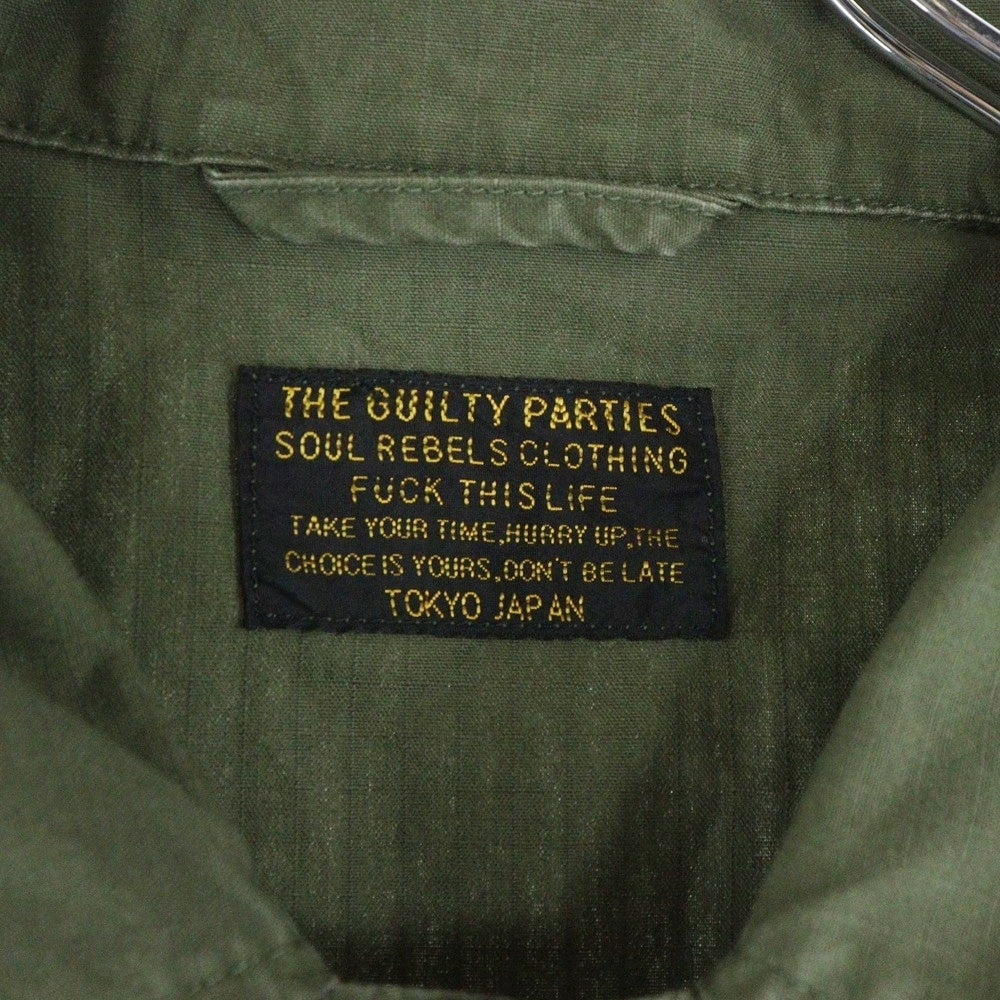 THE GUILTY PARTIES
SOUL REBELS CLOTHING
FUCK THIS LIFE
TAKE YOUR TIME,HURRY UP,THE
CHOICE IS YOURS,DON'T BE LATE
TOKYO JAPAN